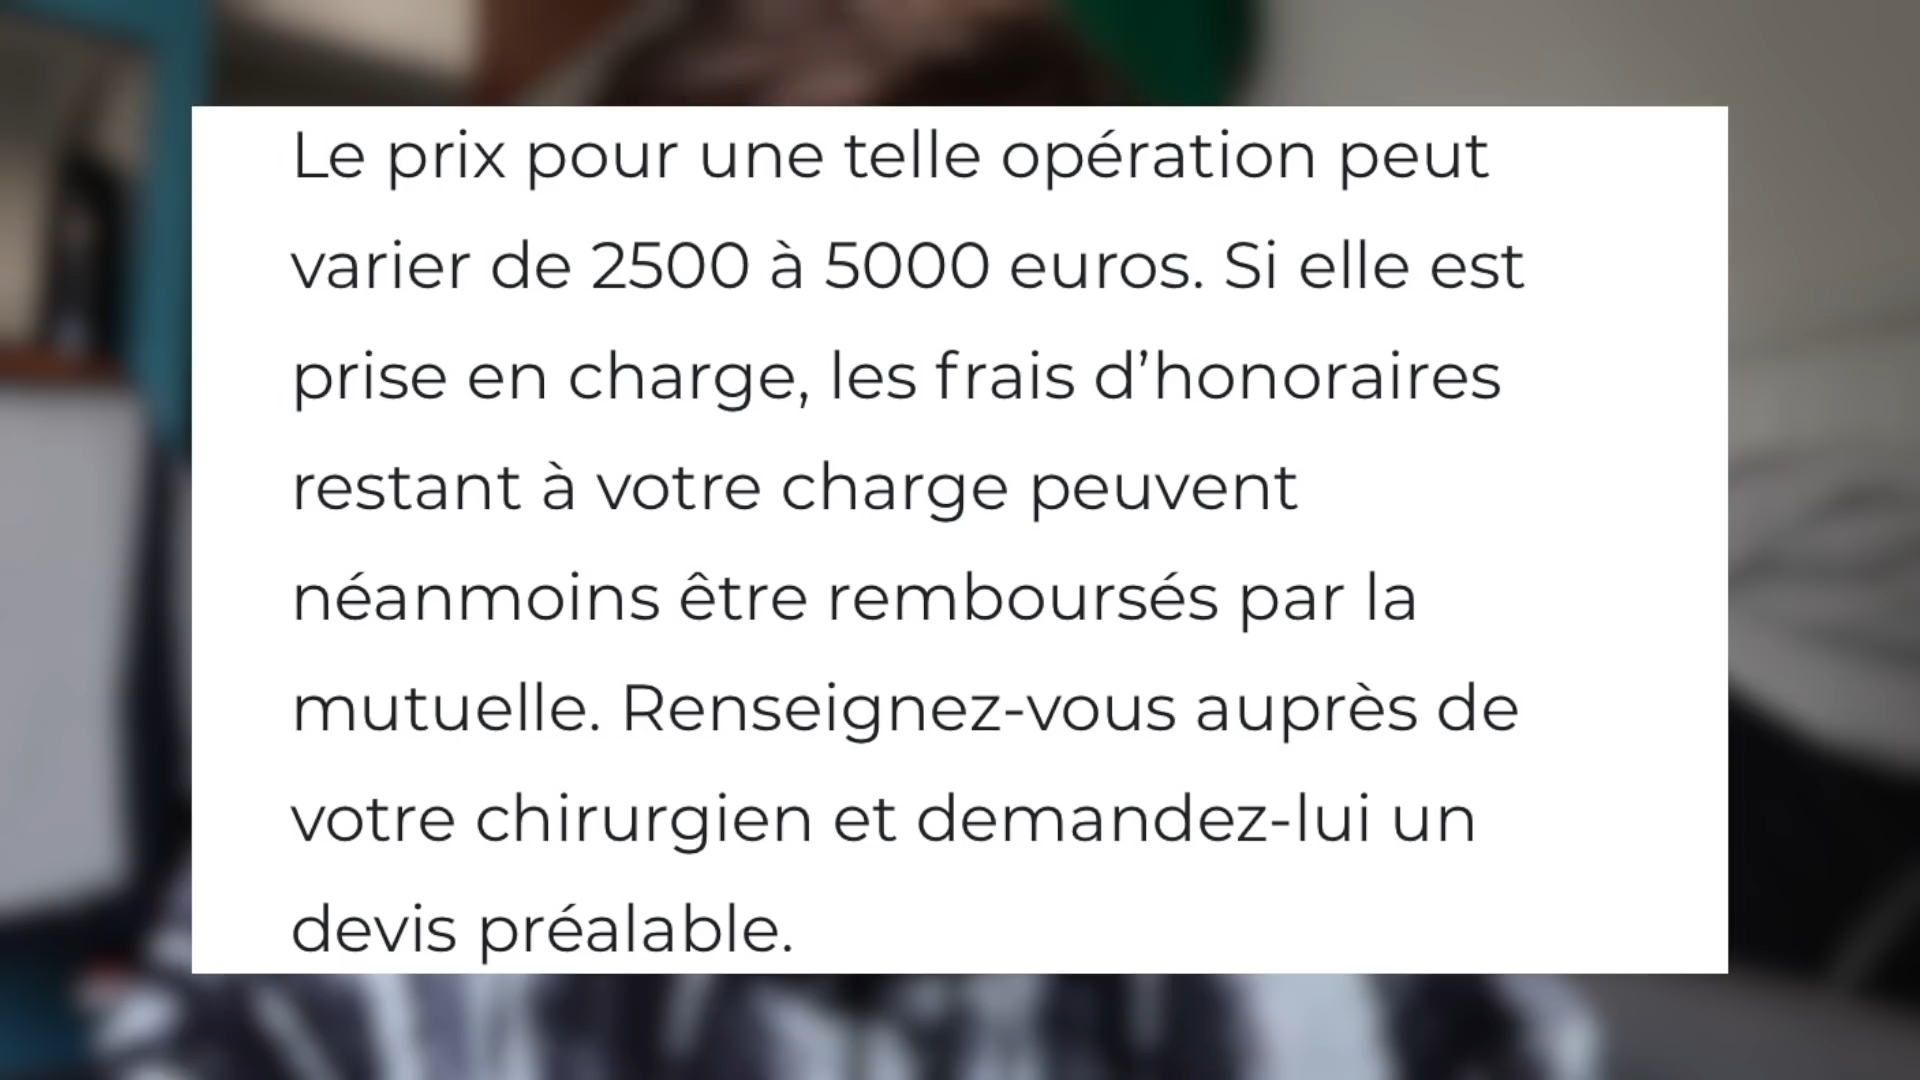 Le prix pour une telle opération peut
varier de 2500 à 5000 euros. Si elle est
prise en charge, les frais d’honoraires
restant à votre charge peuvent
néanmoins être remboursés par la
mutuelle. Renseignez-vous auprès de
votre chirurgien et demandez-lui un
devis préalable.